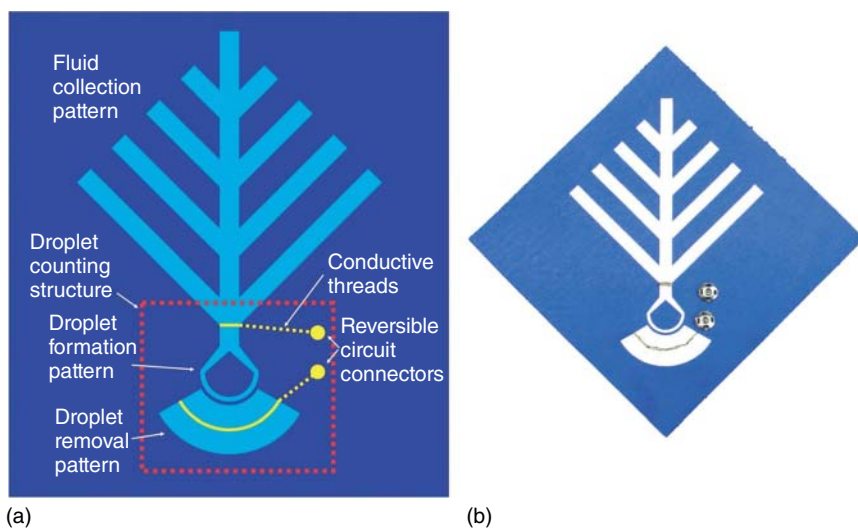 Fluid
collection
pattern
Droplet
counting
structure
Conductive
threads
Droplet
formation
pattern
Reversible
circuit
connectors
Droplet
removal
pattern
(a)
(b)